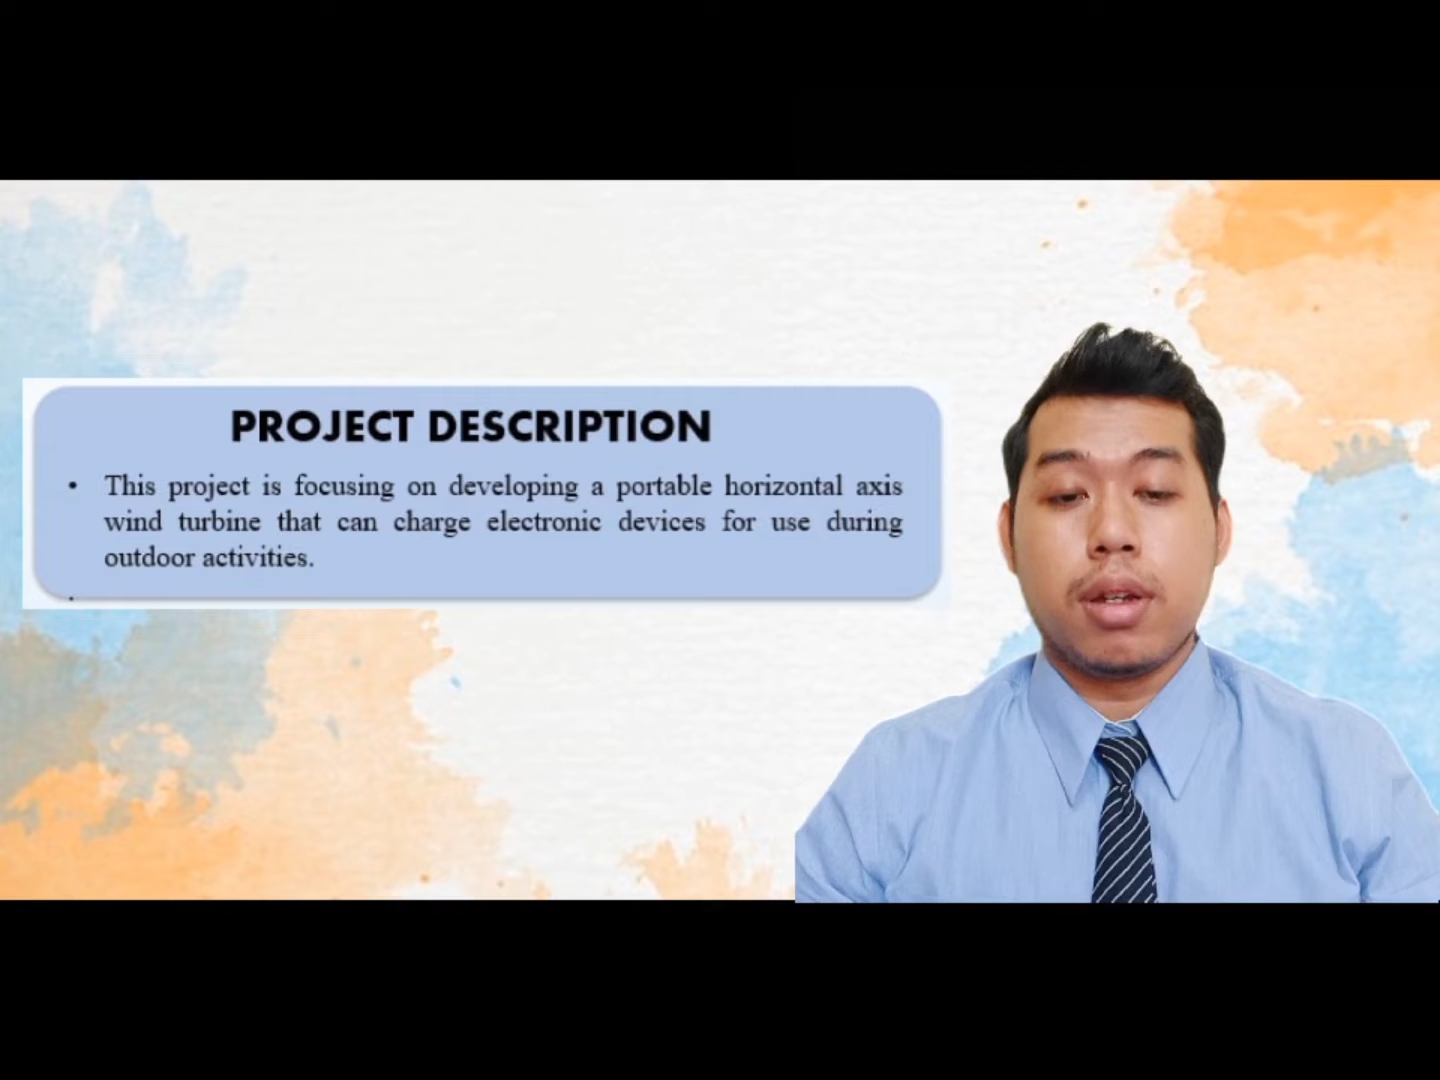 PROJECT DESCRIPTION
• This project is focusing on developing a portable horizontal axis
wind turbine that can charge electronic devices for use during
outdoor activities.